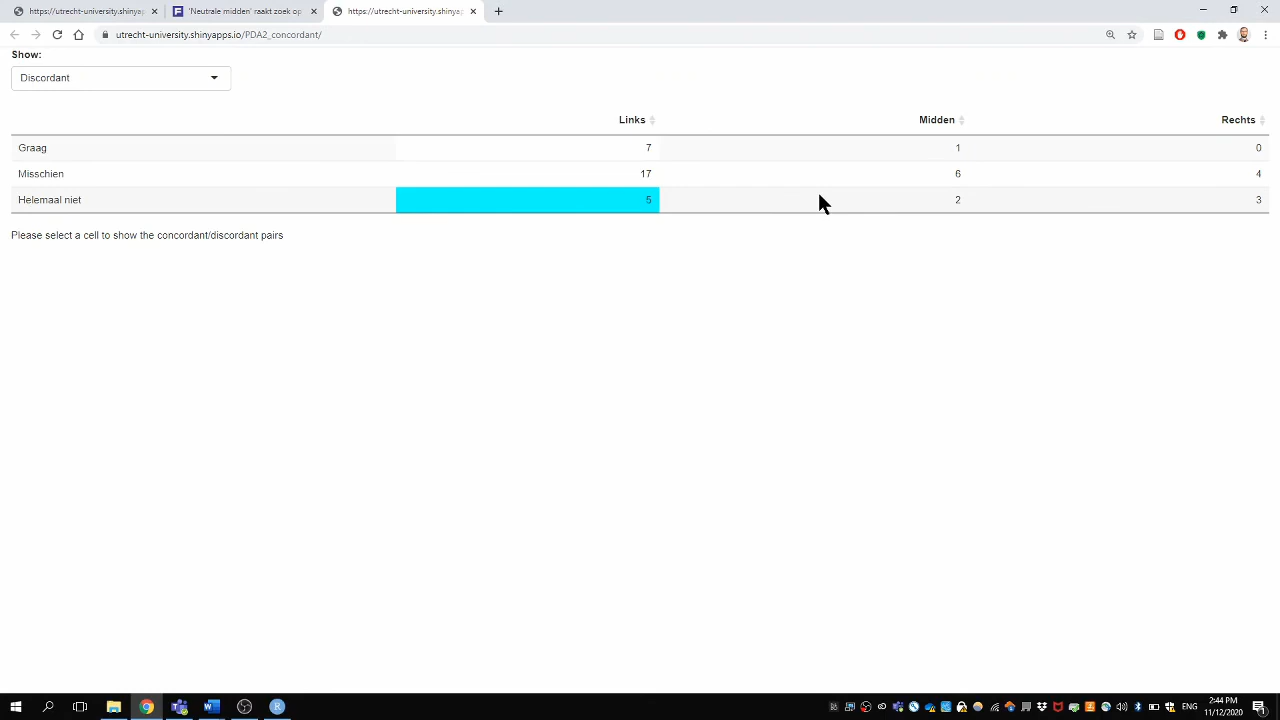 https://utrecht-university.shinyap
'Neutrale midden' raakt zoek op
https://utrecht-university.shinyap
utrecht-university.shinyapps.io/PDA2_concordant/
Show:
Discordant
Links Midden Rechts
Graag 7 1 0
Misschien 17 6 4
Helemaal niet 5 2 3
Please select a cell to show the concordant/discordant pairs
ENG
2:44 PM
11/12/2020